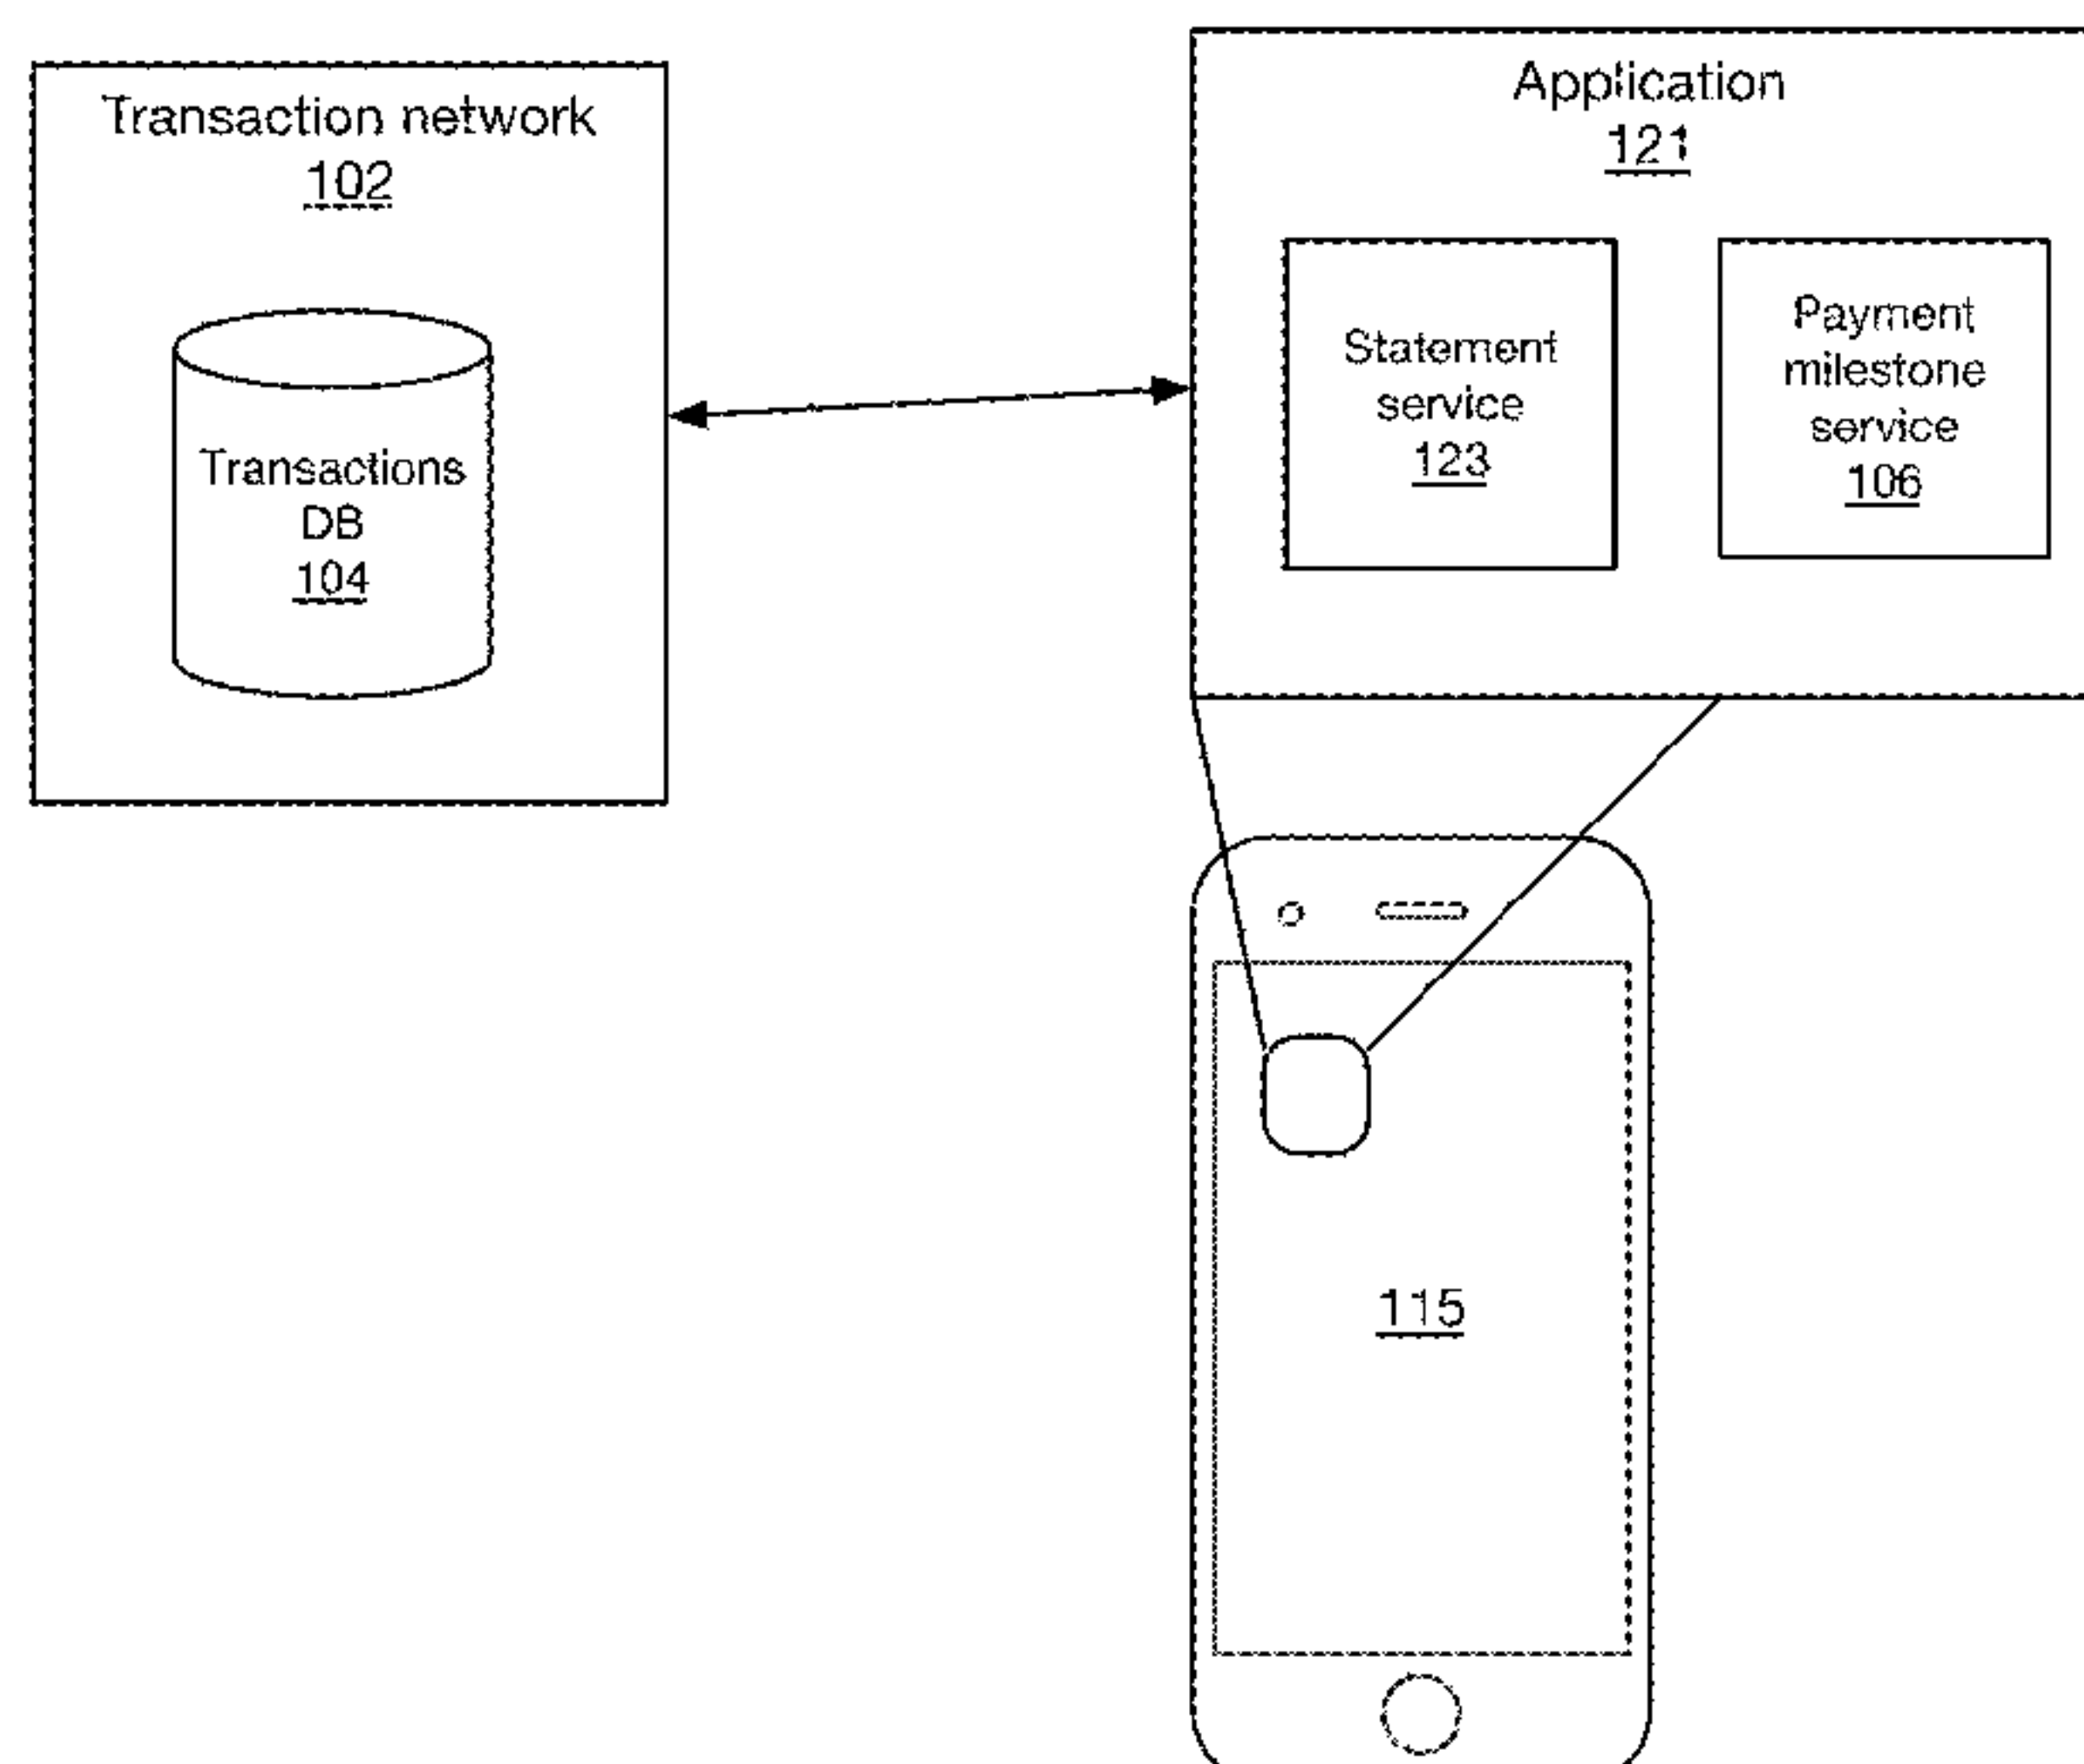 Transaction network
102
Transactions
DB
104
Application
121
Statement
service
123
Payment
milestone
service
106
115